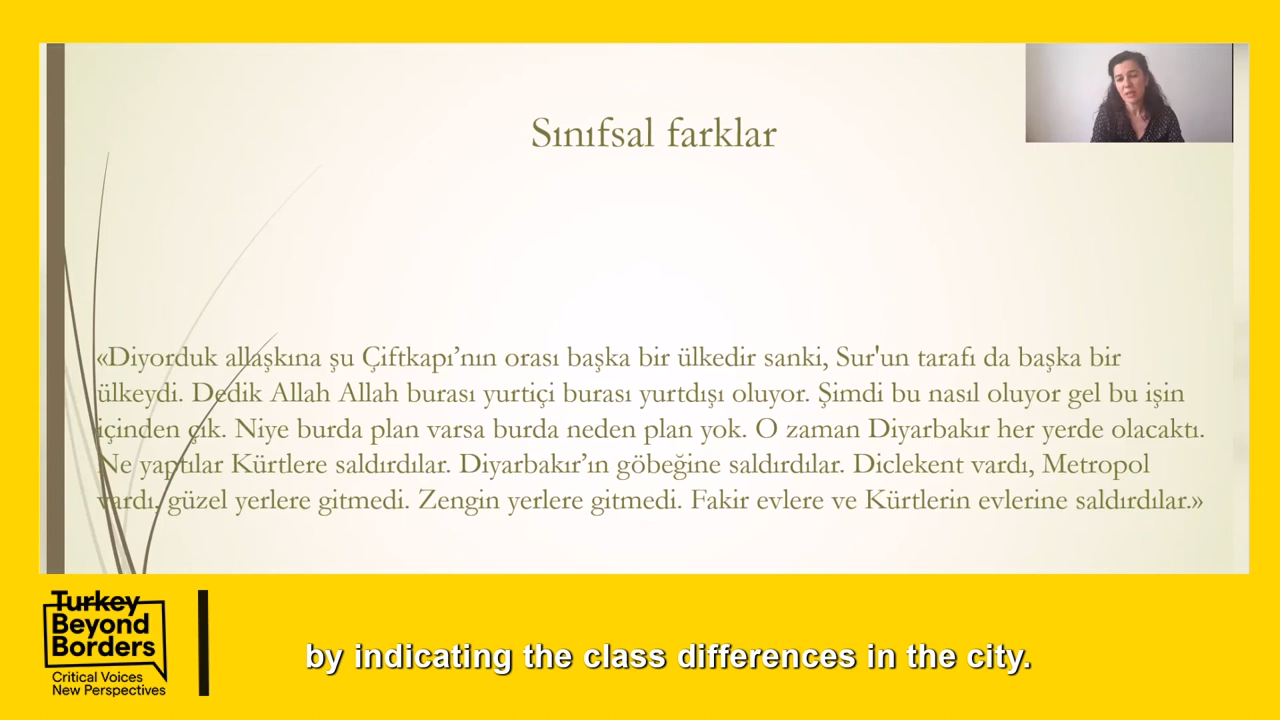 Sınıfsal farklar
«Diyorduk allaşkına şu Çiftkapı’nın orası başka bir ülkedir sanki, Sur'un tarafı da başka bir
ülkeydi. Dedik Allah Allah burası yurtiçi burası yurtdışı oluyor. Şimdi bu nasıl oluyor gel bu işin
içinden çık. Niye burda plan varsa burda neden plan yok. O zaman Diyarbakır her yerde olacaktı.
Ne yaptılar Kürtlere saldırdılar. Diyarbakır’ın göbeğine saldırdılar. Diclekent vardı, Metropol
vardı, güzel yerlere gitmedi. Zengin yerlere gitmedi. Fakir evlere ve Kürtlerin evlerine saldırdılar.»
Turkey
Beyond
Borders
Critical Voices
New Perspectives
by indicating the class differences in the city.